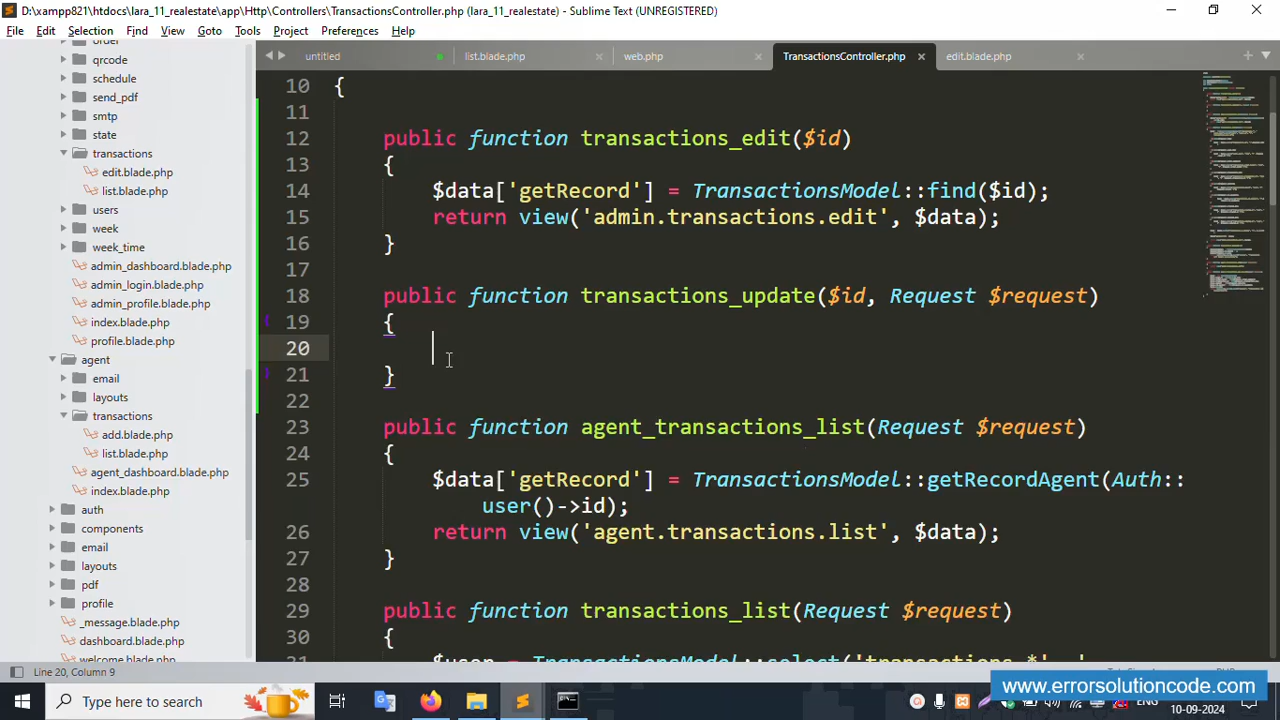 D:\xampp821\htdocs\lara_11_realestate\app\Http\Controllers\TransactionsController.php (lara_11_realestate) - Sublime Text (UNREGISTERED)
File Edit Selection Find View Goto Tools Project Preferences Help
order
qrcode
schedule
send_pdf
smtp
state
transactions
edit.blade.php
list.blade.php
users
week
week_time
admin_dashboard.blade.php
admin_login.blade.php
admin_profile.blade.php
index.blade.php
profile.blade.php
agent
email
layouts
transactions
add.blade.php
list.blade.php
agent_dashboard.blade.php
index.blade.php
auth
components
email
layouts
pdf
profile
_message.blade.php
dashboard.blade.php
welcome.blade.php
untitled list.blade.php web.php TransactionsController.php edit.blade.php
10 {
11
12 public function transactions_edit($id)
13 {
14 $data['getRecord'] = TransactionsModel::find($id);
15 return view('admin.transactions.edit', $data);
16 }
17
18 public function transactions_update($id, Request $request)
19 {
20
21 }
22
23 public function agent_transactions_list(Request $request)
24 {
25 $data['getRecord'] = TransactionsModel::getRecordAgent(Auth::
user()->id);
26 return view('agent.transactions.list', $data);
27 }
28
29 public function transactions_list(Request $request)
30 {
31 $user = TransactionsModel::select('transactions.*',
Line 20, Column 9
Type here to search
www.errorsolutioncode.com
ENG
10-09-2024